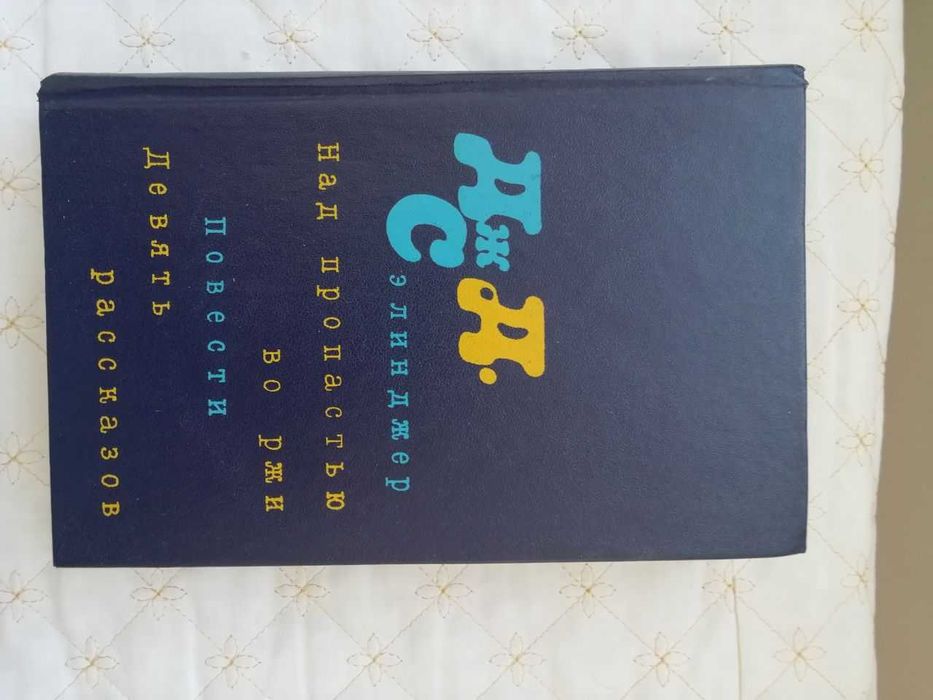 Дж. Д.
Сэлинджер
Над пропастью
во ржи
Повести
Девять
рассказов